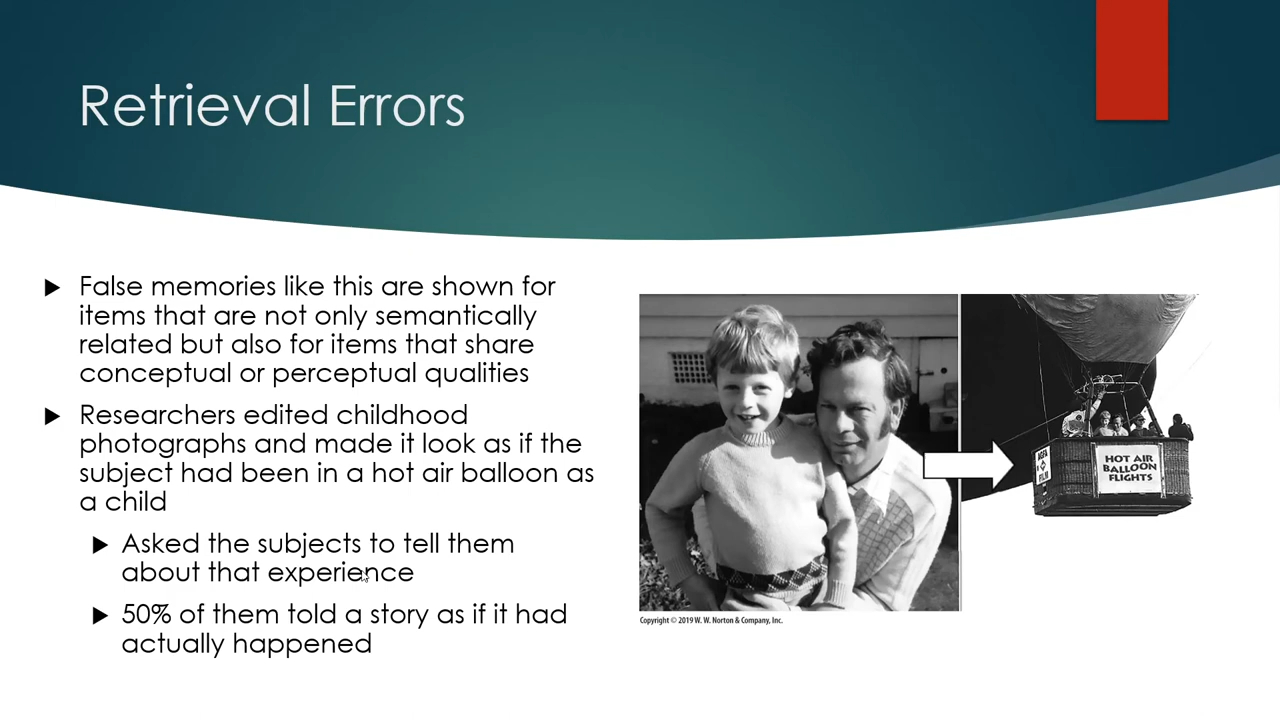 Retrieval Errors
False memories like this are shown for
items that are not only semantically
related but also for items that share
conceptual or perceptual qualities
Researchers edited childhood
photographs and made it look as if the
subject had been in a hot air balloon as
a child
Asked the subjects to tell them
about that experience
50% of them told a story as if it had
actually happened
HOT AIR
BALLOON
FLIGHTS
Copyright © 2019 W. W. Norton & Company, Inc.